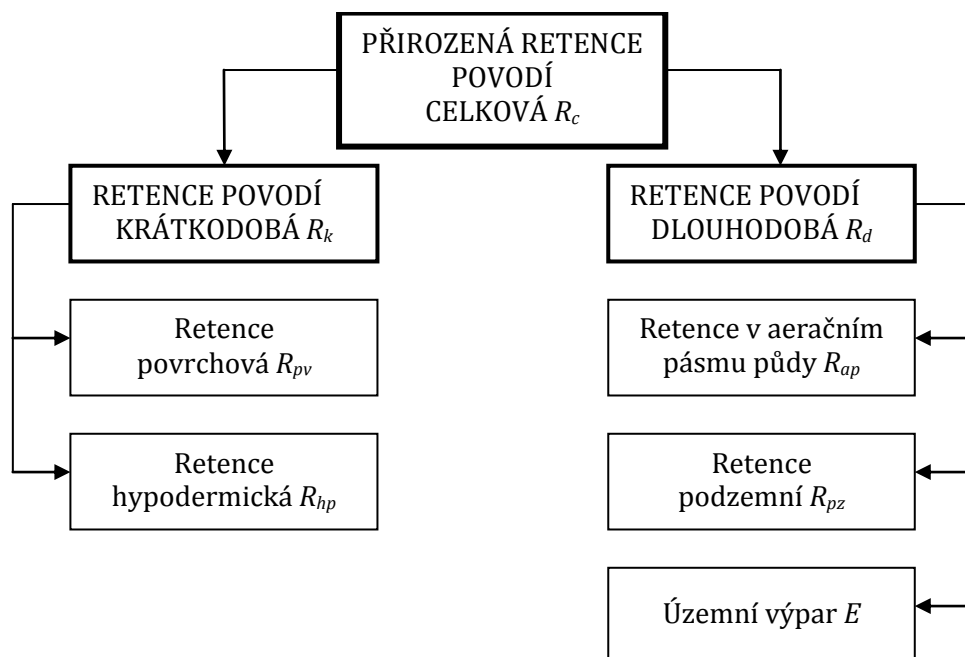 PŘIROZENÁ RETENCE
POVODÍ
CELKOVÁ Rc
RETENCE POVODÍ
KRÁTKODOBÁ Rk
RETENCE POVODÍ
DLOUHODOBÁ Rd
Retence
povrchová Rpv
Retence v aeračním
pásmu půdy Rap
Retence
hypodermická Rhp
Retence
podzemní Rpz
Územní výpar E